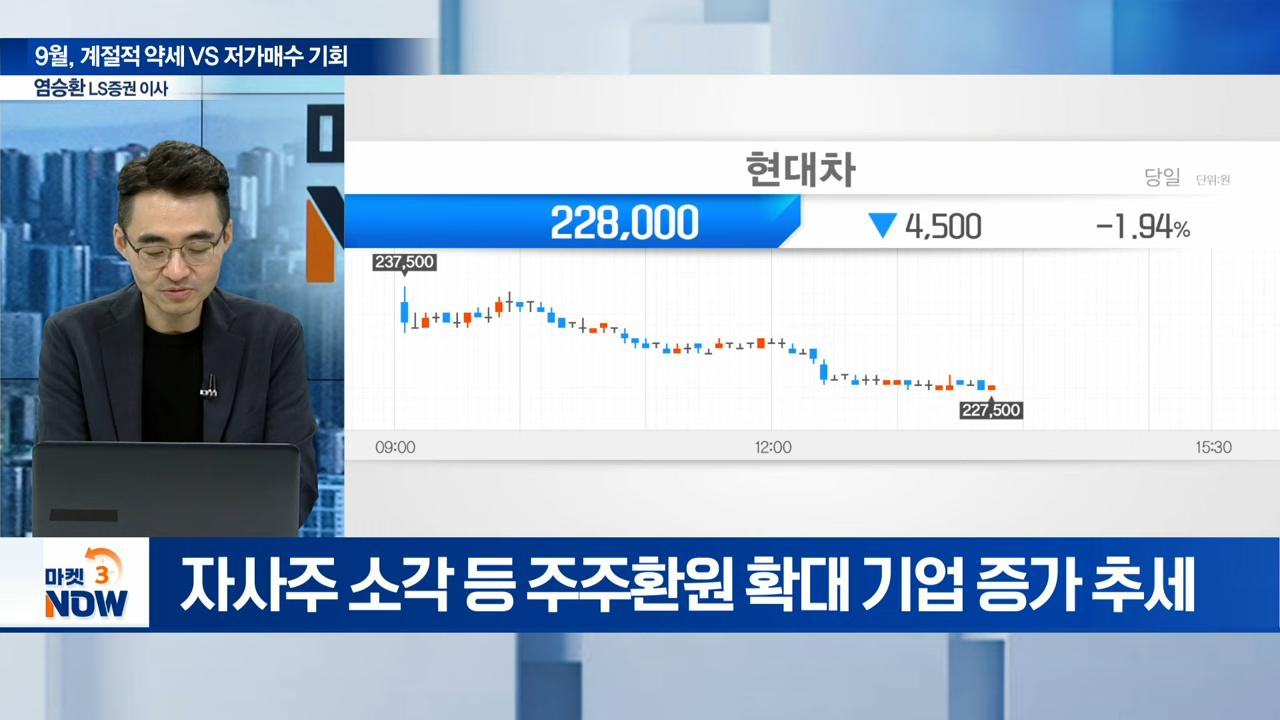 9월, 계절적 약세 VS 저가매수 기회
염승환 LS증권 이사
현대차
당일 단위:원
228,000 ▼ 4,500 -1.94%
237,500
227,500
09:00 12:00 15:30
마켓 3
NOW
자사주 소각 등 주주환원 확대 기업 증가 추세